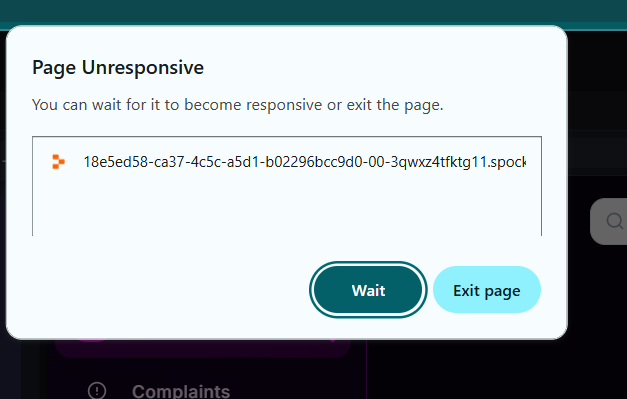 Page Unresponsive
You can wait for it to become responsive or exit the page.
18e5ed58-ca37-4c5c-a5d1-b02296bcc9d0-00-3qwxz4tfktg11.spock
Wait
Exit page
Complaints